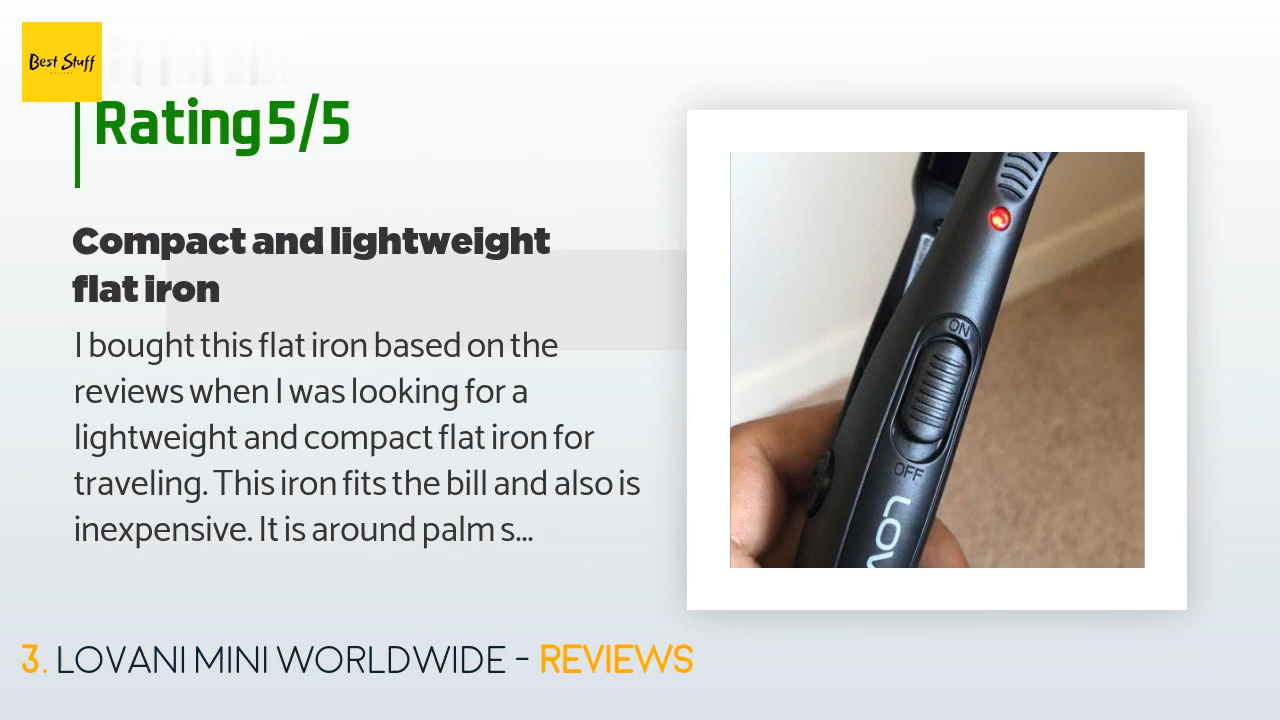 Best Stuff
Rating 5/5
Compact and lightweight
flat iron
I bought this flat iron based on the
reviews when I was looking for a
lightweight and compact flat iron for
traveling. This iron fits the bill and also is
inexpensive. It is around palm s...
ON
OFF
LOV
3. LOVANI MINI WORLDWIDE - REVIEWS